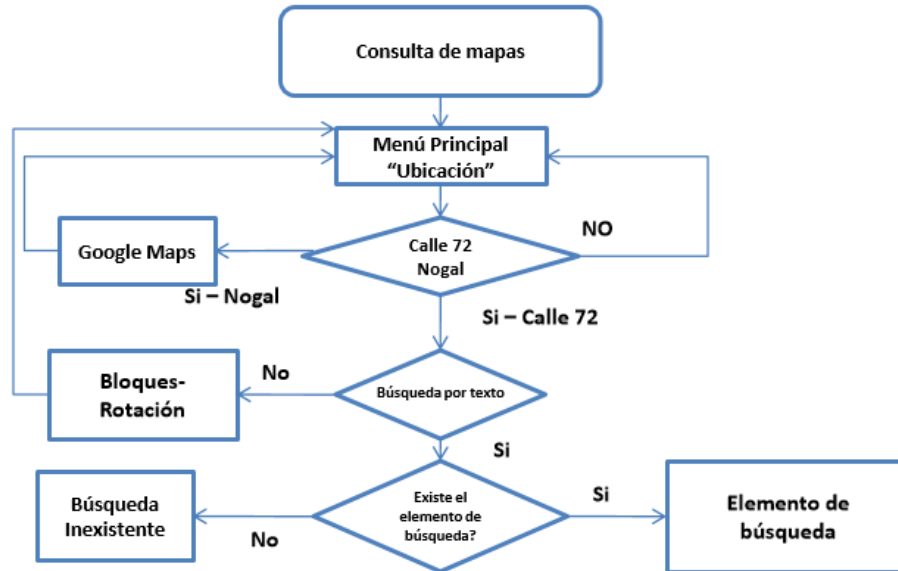 Consulta de mapas
Menú Principal
“Ubicación”
Calle 72
Nogal
NO
Google Maps
Si – Nogal
Si – Calle 72
Bloques-
Rotación
No
Búsqueda por texto
Si
Búsqueda
Inexistente
No
Existe el
elemento de
búsqueda?
Si
Elemento de
búsqueda